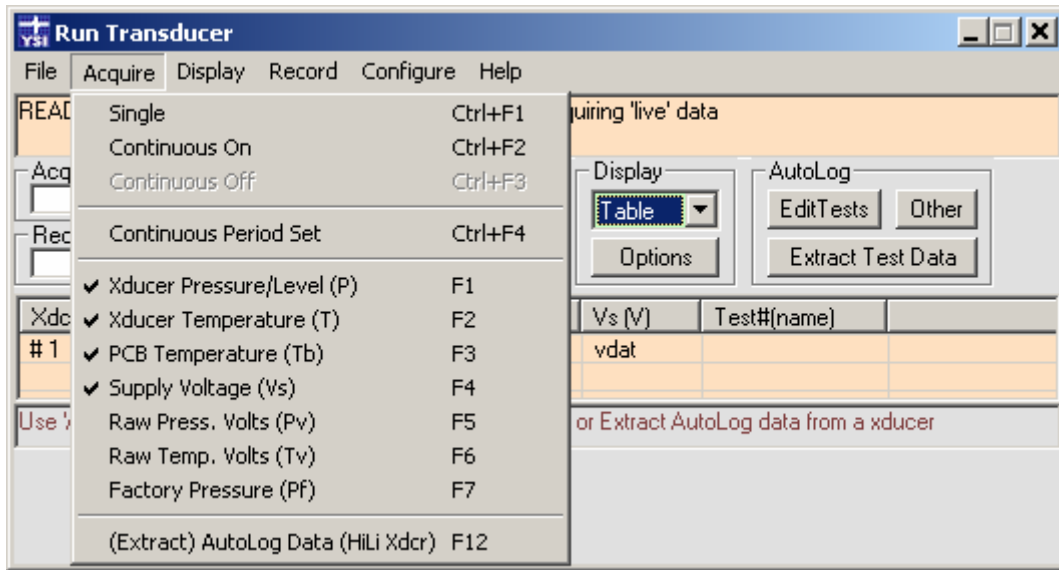 YSI Run Transducer
File Acquire Display Record Configure Help
READ
quiring 'live' data
Single Ctrl+F1
Continuous On Ctrl+F2
Continuous Off Ctrl+F3
Continuous Period Set Ctrl+F4
Xducer Pressure/Level (P) F1
Xducer Temperature (T) F2
PCB Temperature (Tb) F3
Supply Voltage (Vs) F4
Raw Press. Volts (Pv) F5
Raw Temp. Volts (Tv) F6
Factory Pressure (Pf) F7
(Extract) AutoLog Data (HiLi Xdcr) F12
Acq
Rec
Display
Table
Options
AutoLog
EditTests Other
Extract Test Data
Xdc Vs (V) Test#(name)
#1 vdat
Use or Extract AutoLog data from a xducer